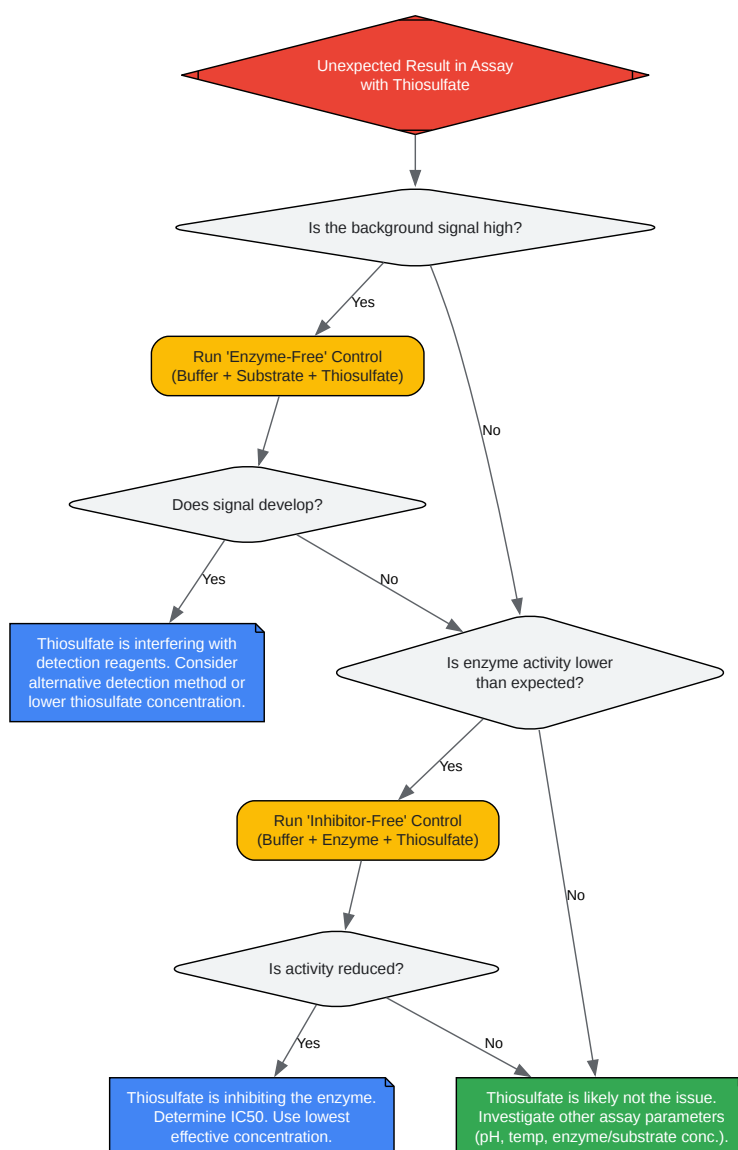 Unexpected Result in Assay
with Thiosulfate
Is the background signal high?
Yes
Run 'Enzyme-Free' Control
(Buffer + Substrate + Thiosulfate)
No
Does signal develop?
Yes
No
Thiosulfate is interfering with
detection reagents. Consider
alternative detection method or
lower thiosulfate concentration.
Is enzyme activity lower
than expected?
Yes
Run 'Inhibitor-Free' Control
(Buffer + Enzyme + Thiosulfate)
No
Is activity reduced?
Yes
No
Thiosulfate is inhibiting the enzyme.
Determine IC50. Use lowest
effective concentration.
Thiosulfate is likely not the issue.
Investigate other assay parameters
(pH, temp, enzyme/substrate conc.).